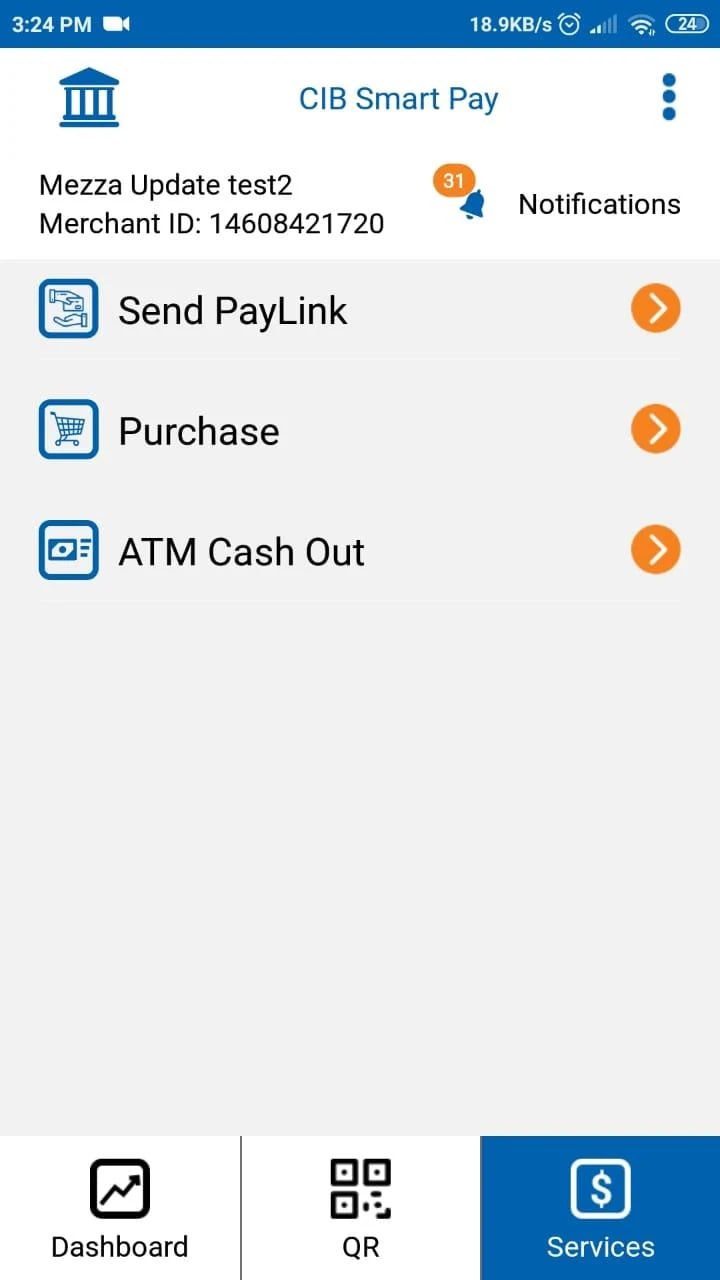 3:24 PM 18.9KB/s 24
CIB Smart Pay
Mezza Update test2
Merchant ID: 14608421720
31
Notifications
Send PayLink
Purchase
ATM Cash Out
Dashboard
QR
$
Services